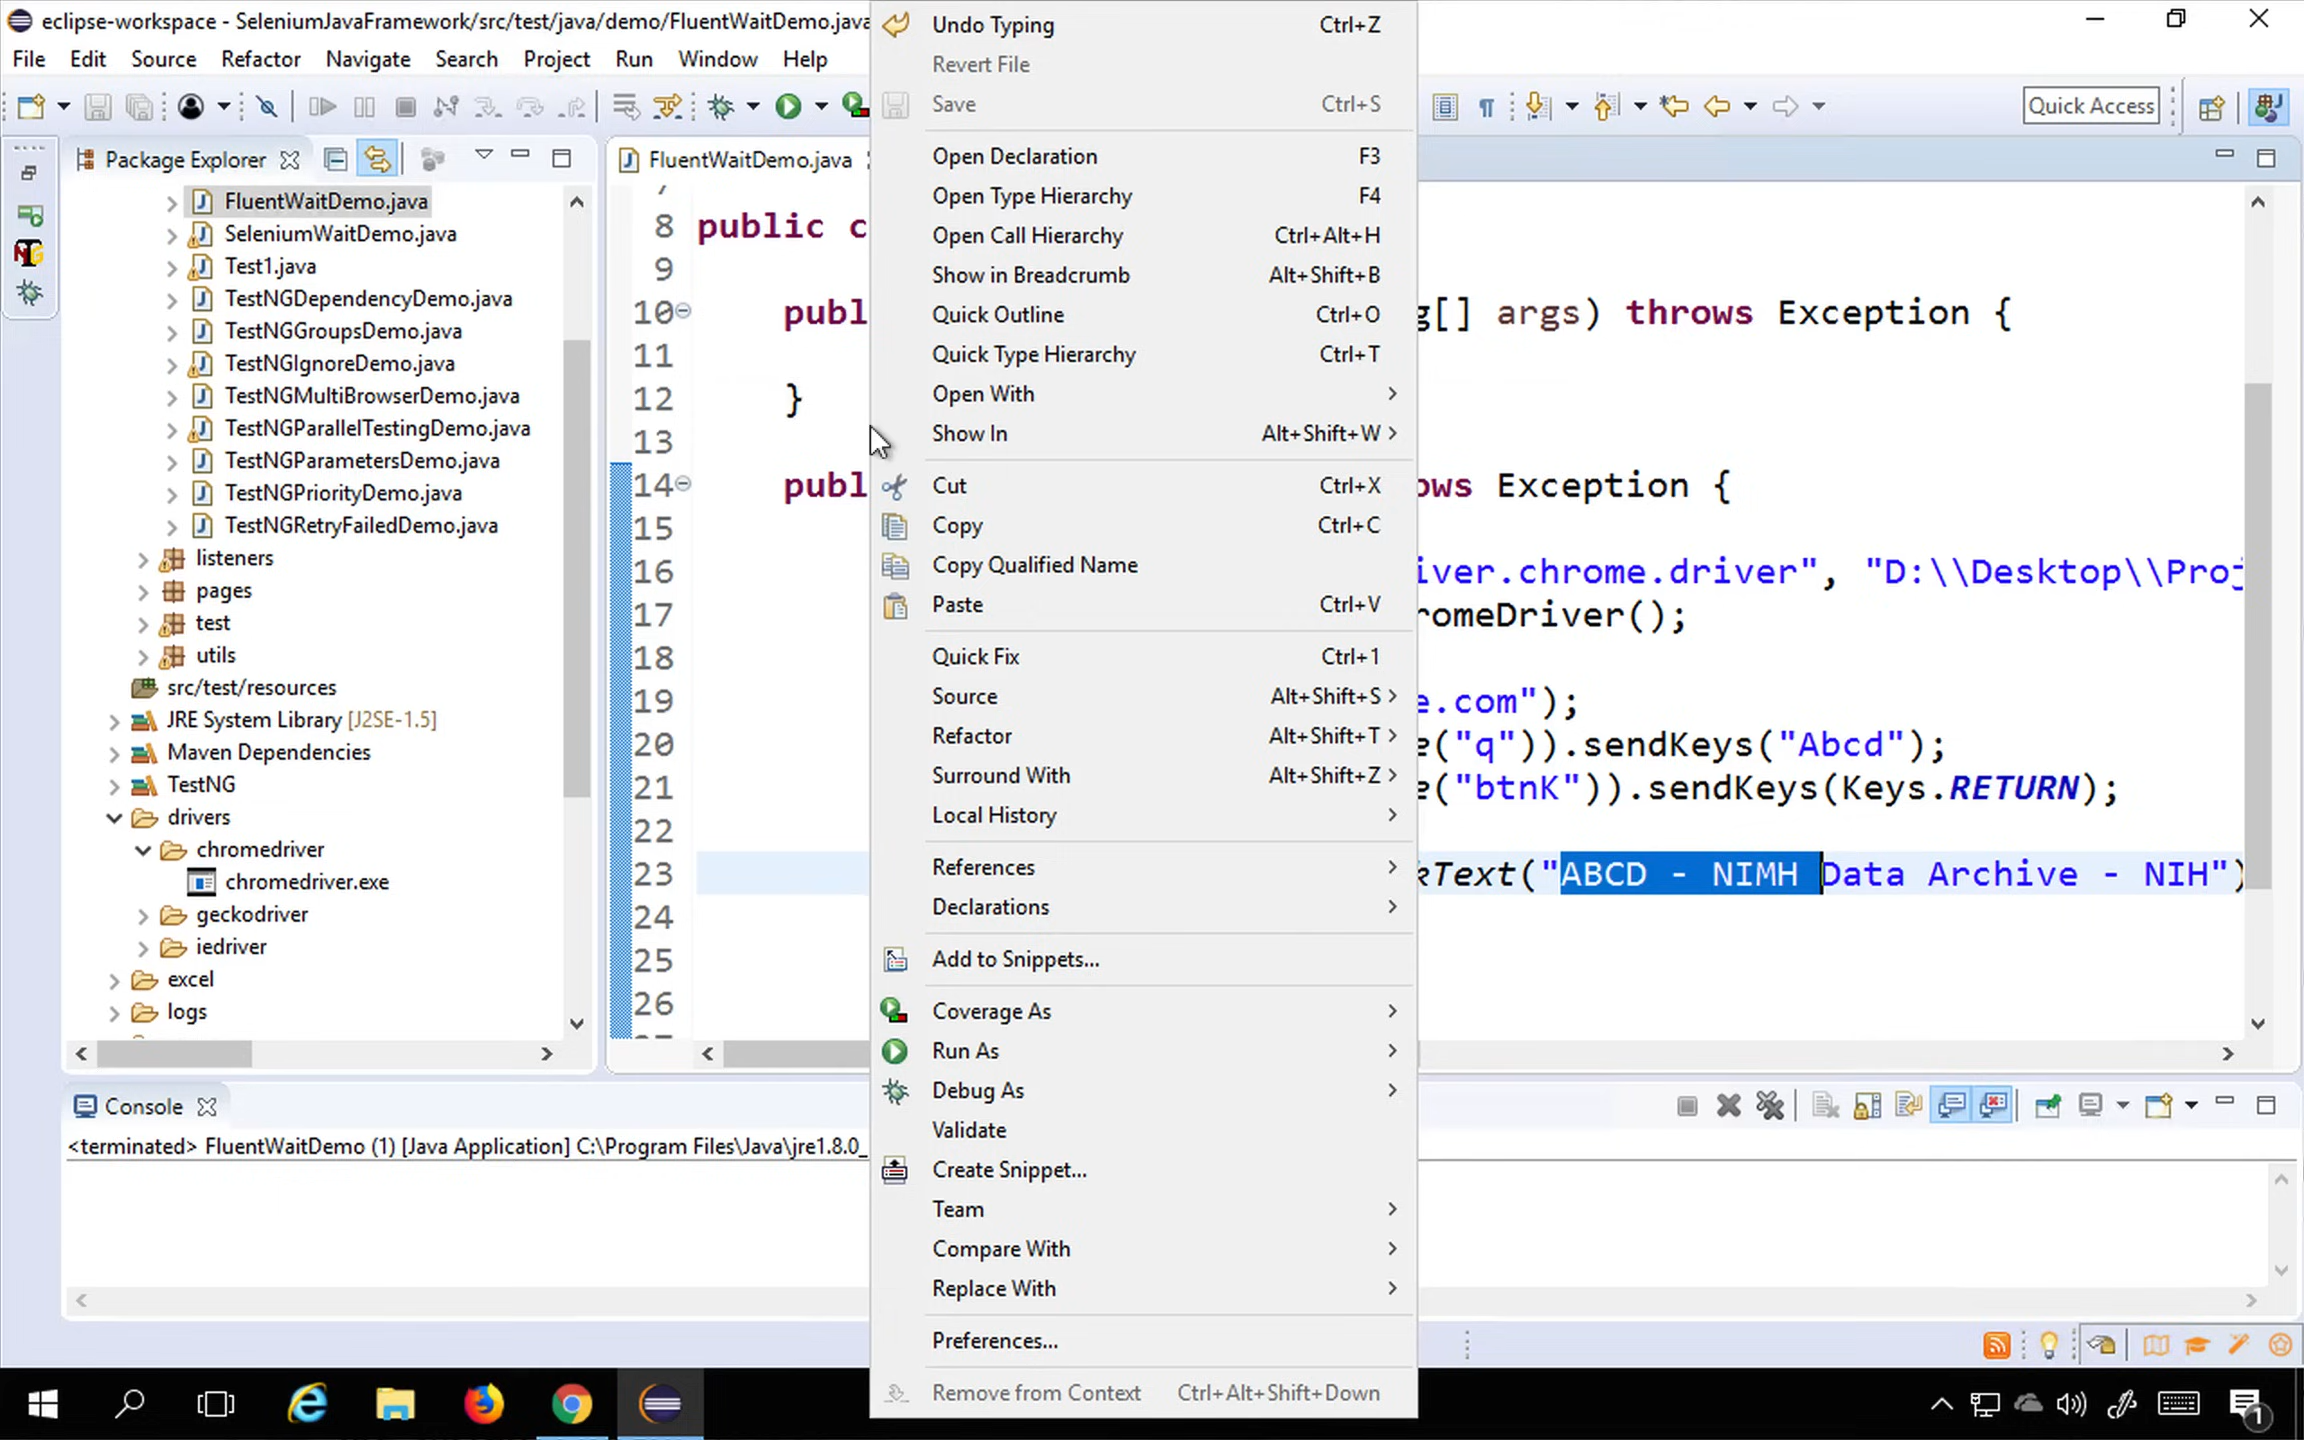 eclipse-workspace - SeleniumJavaFramework/src/test/java/demo/FluentWaitDemo.java
File Edit Source Refactor Navigate Search Project Run Window Help
Quick Access
Package Explorer
FluentWaitDemo.java
SeleniumWaitDemo.java
Test1.java
TestNGDependencyDemo.java
TestNGGroupsDemo.java
TestNGIgnoreDemo.java
TestNGMultiBrowserDemo.java
TestNGParallelTestingDemo.java
TestNGParametersDemo.java
TestNGPriorityDemo.java
TestNGRetryFailedDemo.java
listeners
pages
test
utils
src/test/resources
JRE System Library [J2SE-1.5]
Maven Dependencies
TestNG
drivers
chromedriver
chromedriver.exe
geckodriver
iedriver
excel
logs
FluentWaitDemo.java
8 public c
9
10 publ g[] args) throws Exception {
11
12 }
13
14 publ ows Exception {
15
16 iver.chrome.driver", "D:\\Desktop\\Proj
17 romeDriver();
18
19 e.com");
20 e("q")).sendKeys("Abcd");
21 e("btnK")).sendKeys(Keys.RETURN);
22
23 kText("ABCD - NIMH Data Archive - NIH")
24
25
26
Undo Typing Ctrl+Z
Revert File
Save Ctrl+S
Open Declaration F3
Open Type Hierarchy F4
Open Call Hierarchy Ctrl+Alt+H
Show in Breadcrumb Alt+Shift+B
Quick Outline Ctrl+O
Quick Type Hierarchy Ctrl+T
Open With
Show In Alt+Shift+W
Cut Ctrl+X
Copy Ctrl+C
Copy Qualified Name
Paste Ctrl+V
Quick Fix Ctrl+1
Source Alt+Shift+S
Refactor Alt+Shift+T
Surround With Alt+Shift+Z
Local History
References
Declarations
Add to Snippets...
Coverage As
Run As
Debug As
Validate
Create Snippet...
Team
Compare With
Replace With
Preferences...
Remove from Context Ctrl+Alt+Shift+Down
Console
<terminated> FluentWaitDemo (1) [Java Application] C:\Program Files\Java\jre1.8.0_
1